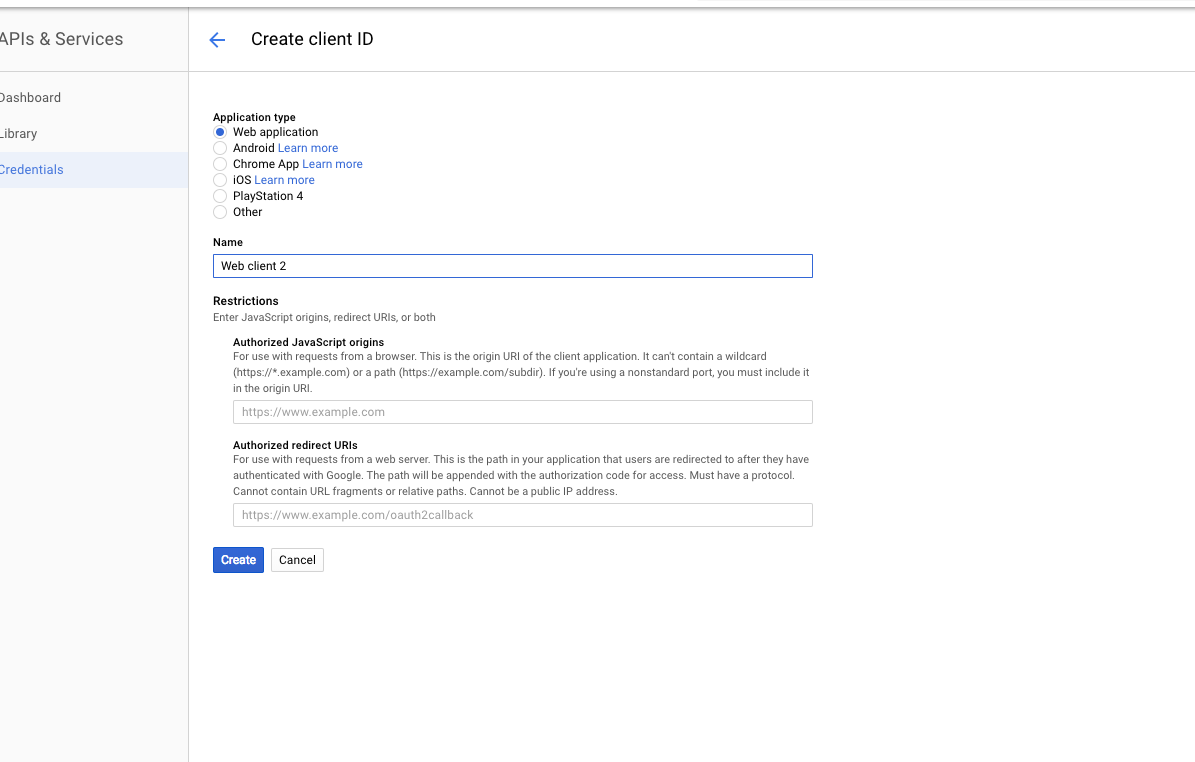 APIs & Services
Create client ID
Dashboard
Library
Credentials
Application type
Web application
Android Learn more
Chrome App Learn more
iOS Learn more
PlayStation 4
Other
Name
Web client 2
Restrictions
Enter JavaScript origins, redirect URIs, or both
Authorized JavaScript origins
For use with requests from a browser. This is the origin URI of the client application. It can't contain a wildcard
(https://*.example.com) or a path (https://example.com/subdir). If you're using a nonstandard port, you must include it
in the origin URI.
https://www.example.com
Authorized redirect URIs
For use with requests from a web server. This is the path in your application that users are redirected to after they have
authenticated with Google. The path will be appended with the authorization code for access. Must have a protocol.
Cannot contain URL fragments or relative paths. Cannot be a public IP address.
https://www.example.com/oauth2callback
Create Cancel